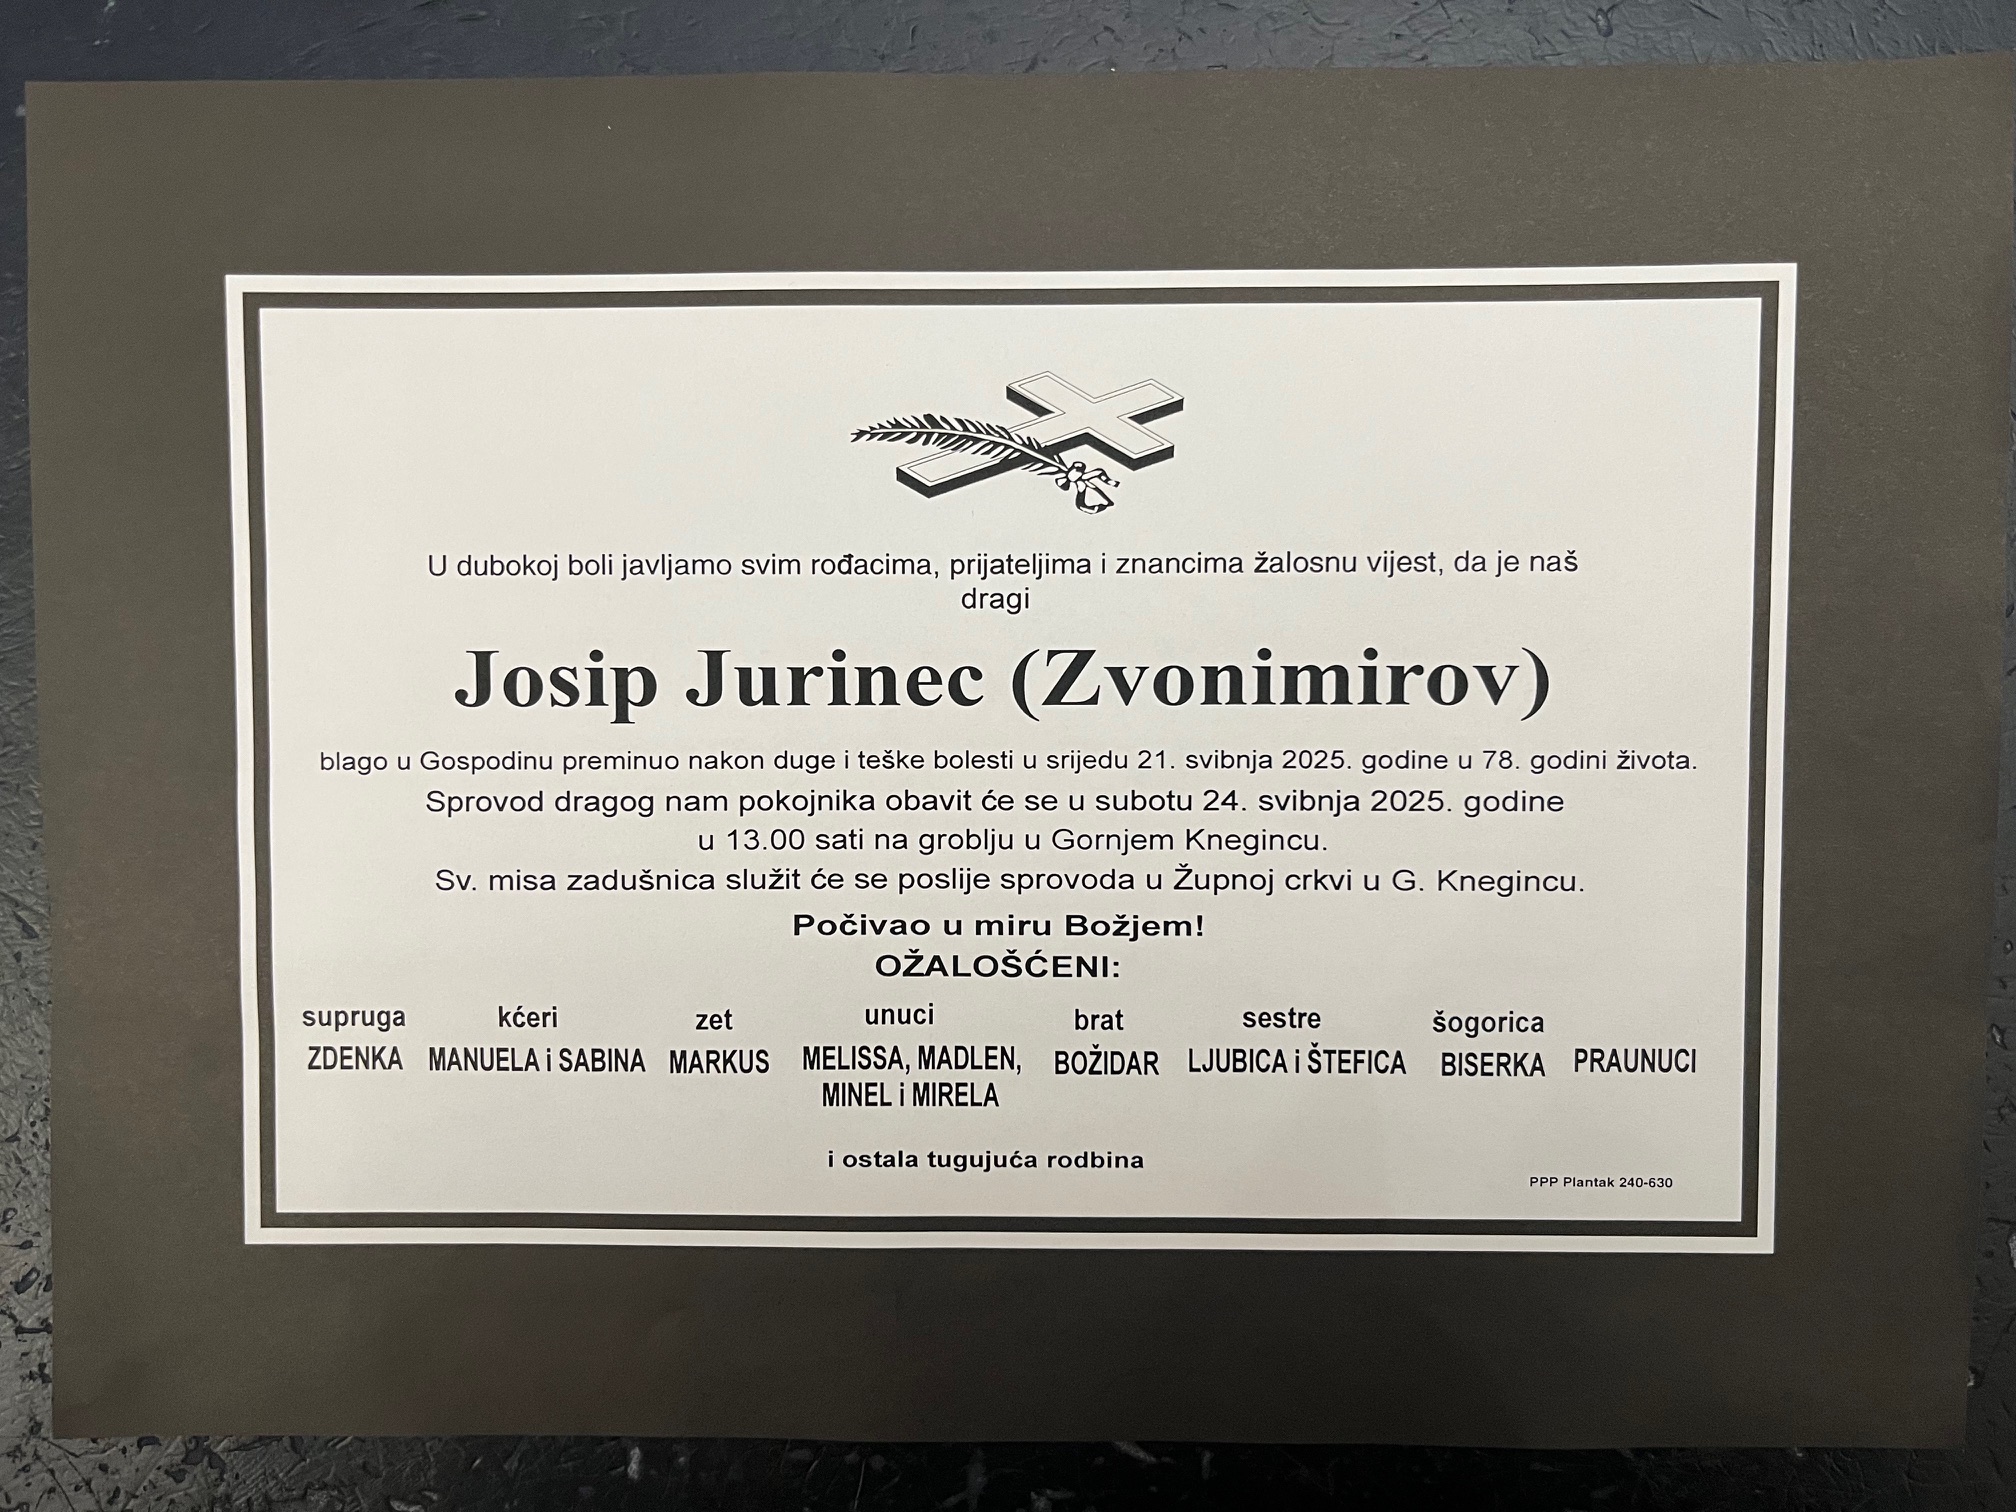 U dubokoj boli javljamo svim rođacima, prijateljima i znancima žalosnu vijest, da je naš
dragi
Josip Jurinec (Zvonimirov)
blago u Gospodinu preminuo nakon duge i teške bolesti u srijedu 21. svibnja 2025. godine u 78. godini života.
Sprovod dragog nam pokojnika obavit će se u subotu 24. svibnja 2025. godine
u 13.00 sati na groblju u Gornjem Knegincu.
Sv. misa zadušnica služit će se poslije sprovoda u Župnoj crkvi u G. Knegincu.
Počivao u miru Božjem!
OŽALOŠĆENI:
supruga kćeri zet unuci brat sestre šogorica
ZDENKA MANUELA i SABINA MARKUS MELISSA, MADLEN, BOŽIDAR LJUBICA i ŠTEFICA BISERKA PRAUNUCI
MINEL i MIRELA
i ostala tugujuća rodbina
PPP Plantak 240-630